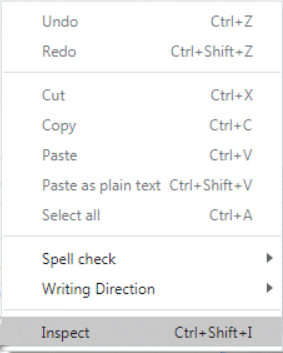 Undo Ctrl+Z
Redo Ctrl+Shift+Z
Cut Ctrl+X
Copy Ctrl+C
Paste Ctrl+V
Paste as plain text Ctrl+Shift+V
Select all Ctrl+A
Spell check
Writing Direction
Inspect Ctrl+Shift+I